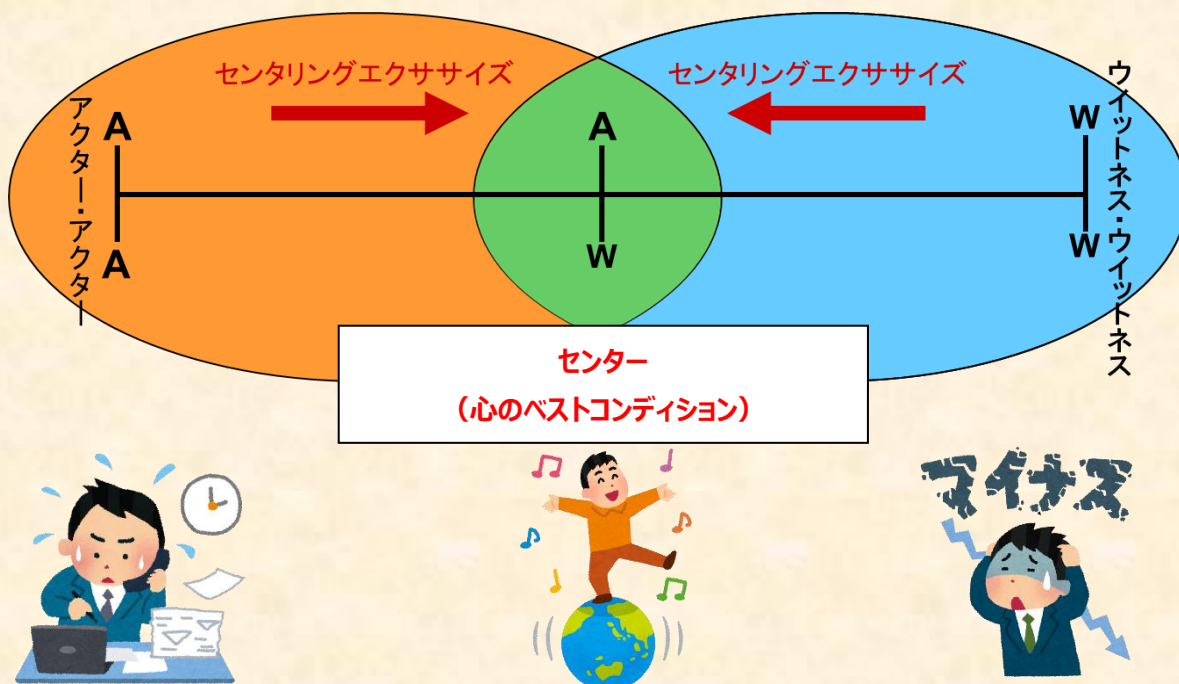 センタリングエクササイズ
センタリングエクササイズ
アクター・アクター
A
A
A
W
W
W
ウイットネス・ウイットネス
センター
(心のベストコンディション)
マイナス